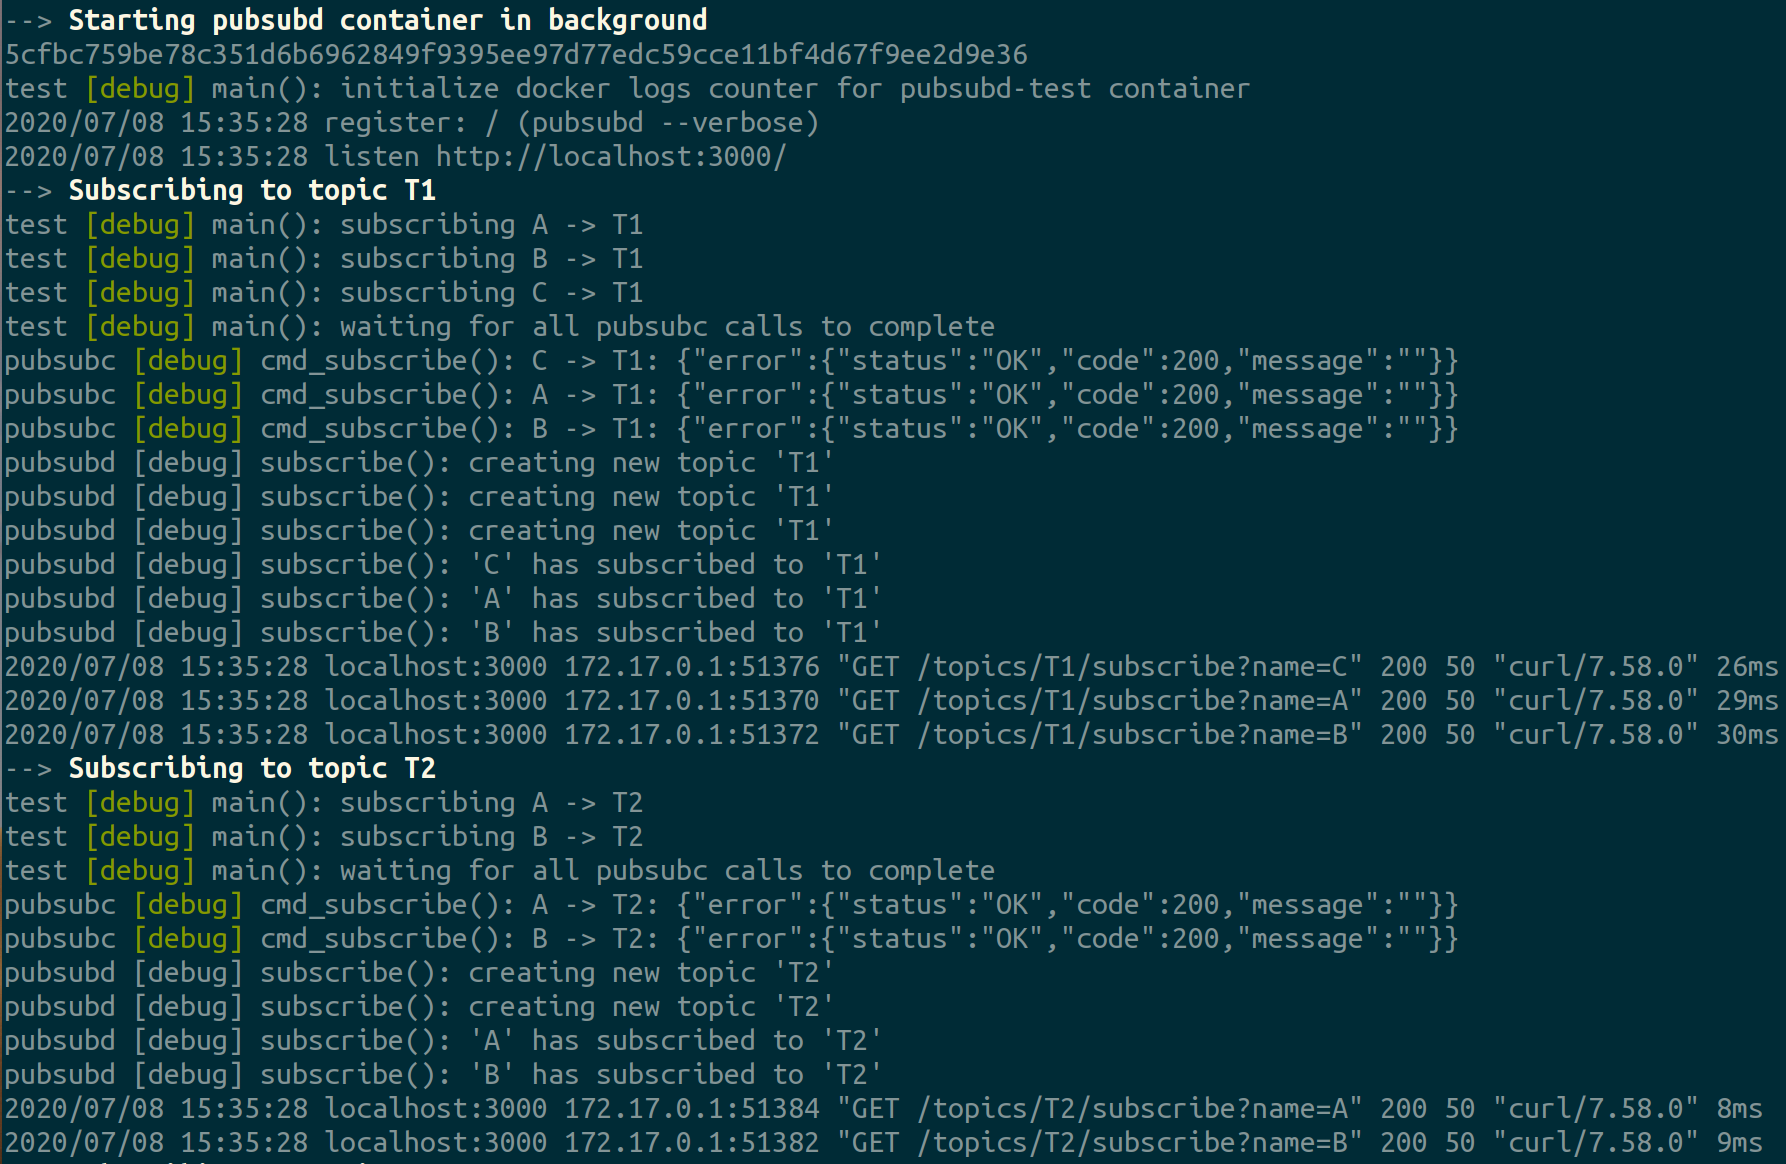 --> Starting pubsubd container in background
5cfbc759be78c351d6b6962849f9395ee97d77edc59cce11bf4d67f9ee2d9e36
test [debug] main(): initialize docker logs counter for pubsubd-test container
2020/07/08 15:35:28 register: / (pubsubd --verbose)
2020/07/08 15:35:28 listen http://localhost:3000/
--> Subscribing to topic T1
test [debug] main(): subscribing A -> T1
test [debug] main(): subscribing B -> T1
test [debug] main(): subscribing C -> T1
test [debug] main(): waiting for all pubsubc calls to complete
pubsubc [debug] cmd_subscribe(): C -> T1: {"error":{"status":"OK","code":200,"message":""}}
pubsubc [debug] cmd_subscribe(): A -> T1: {"error":{"status":"OK","code":200,"message":""}}
pubsubc [debug] cmd_subscribe(): B -> T1: {"error":{"status":"OK","code":200,"message":""}}
pubsubd [debug] subscribe(): creating new topic 'T1'
pubsubd [debug] subscribe(): creating new topic 'T1'
pubsubd [debug] subscribe(): creating new topic 'T1'
pubsubd [debug] subscribe(): 'C' has subscribed to 'T1'
pubsubd [debug] subscribe(): 'A' has subscribed to 'T1'
pubsubd [debug] subscribe(): 'B' has subscribed to 'T1'
2020/07/08 15:35:28 localhost:3000 172.17.0.1:51376 "GET /topics/T1/subscribe?name=C" 200 50 "curl/7.58.0" 26ms
2020/07/08 15:35:28 localhost:3000 172.17.0.1:51370 "GET /topics/T1/subscribe?name=A" 200 50 "curl/7.58.0" 29ms
2020/07/08 15:35:28 localhost:3000 172.17.0.1:51372 "GET /topics/T1/subscribe?name=B" 200 50 "curl/7.58.0" 30ms
--> Subscribing to topic T2
test [debug] main(): subscribing A -> T2
test [debug] main(): subscribing B -> T2
test [debug] main(): waiting for all pubsubc calls to complete
pubsubc [debug] cmd_subscribe(): A -> T2: {"error":{"status":"OK","code":200,"message":""}}
pubsubc [debug] cmd_subscribe(): B -> T2: {"error":{"status":"OK","code":200,"message":""}}
pubsubd [debug] subscribe(): creating new topic 'T2'
pubsubd [debug] subscribe(): creating new topic 'T2'
pubsubd [debug] subscribe(): 'A' has subscribed to 'T2'
pubsubd [debug] subscribe(): 'B' has subscribed to 'T2'
2020/07/08 15:35:28 localhost:3000 172.17.0.1:51384 "GET /topics/T2/subscribe?name=A" 200 50 "curl/7.58.0" 8ms
2020/07/08 15:35:28 localhost:3000 172.17.0.1:51382 "GET /topics/T2/subscribe?name=B" 200 50 "curl/7.58.0" 9ms